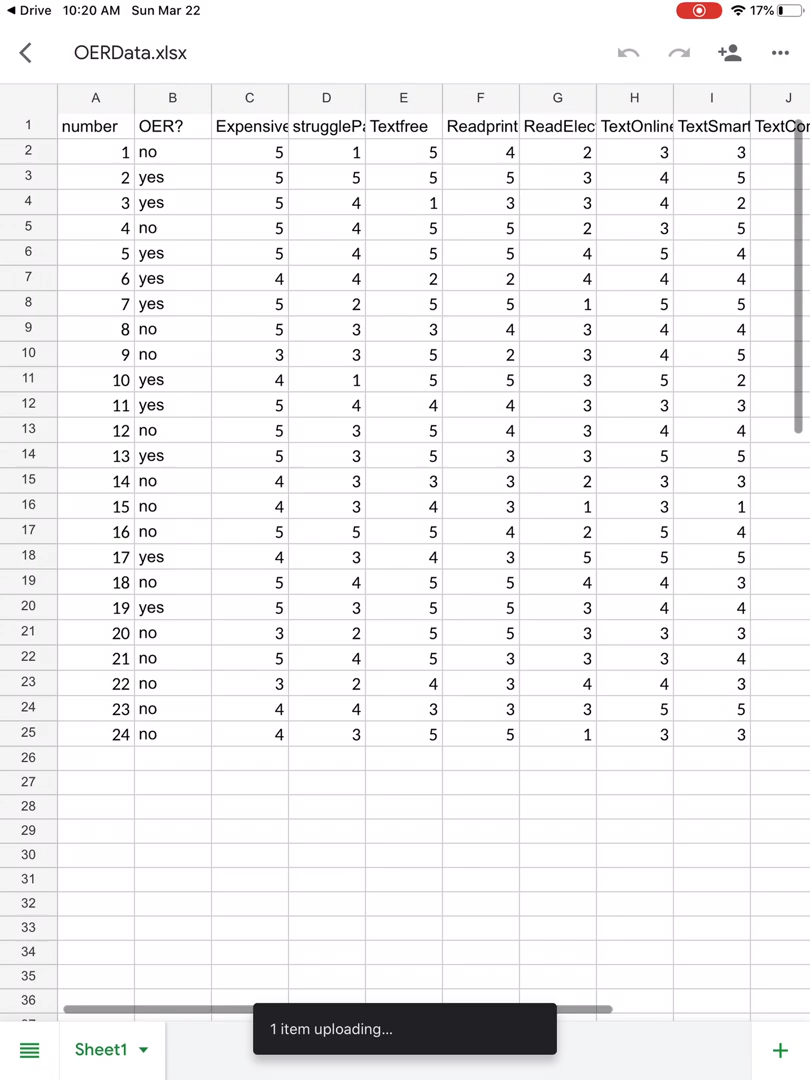 Drive 10:20 AM Sun Mar 22 17%
OERData.xlsx
A B C D E F G H I J
1 number OER? Expensive strugglePa Textfree Readprint ReadElec TextOnline TextSmart TextCor
2 1 no 5 1 5 4 2 3 3
3 2 yes 5 5 5 5 3 4 5
4 3 yes 5 4 1 3 3 4 2
5 4 no 5 4 5 5 2 3 5
6 5 yes 5 4 5 5 4 5 4
7 6 yes 4 4 2 2 4 4 4
8 7 yes 5 2 5 5 1 5 5
9 8 no 5 3 3 4 3 4 4
10 9 no 3 3 5 2 3 4 5
11 10 yes 4 1 5 5 3 5 2
12 11 yes 5 4 4 4 3 3 3
13 12 no 5 3 5 4 3 4 4
14 13 yes 5 3 5 3 3 5 5
15 14 no 4 3 3 3 2 3 3
16 15 no 4 3 4 3 1 3 1
17 16 no 5 5 5 4 2 5 4
18 17 yes 4 3 4 3 5 5 5
19 18 no 5 4 5 5 4 4 3
20 19 yes 5 3 5 5 3 4 4
21 20 no 3 2 5 5 3 3 3
22 21 no 5 4 5 3 3 3 4
23 22 no 3 2 4 3 4 4 3
24 23 no 4 4 3 3 3 5 5
25 24 no 4 3 5 5 1 3 3
26
27
28
29
30
31
32
33
34
35
36
1 item uploading...
Sheet1